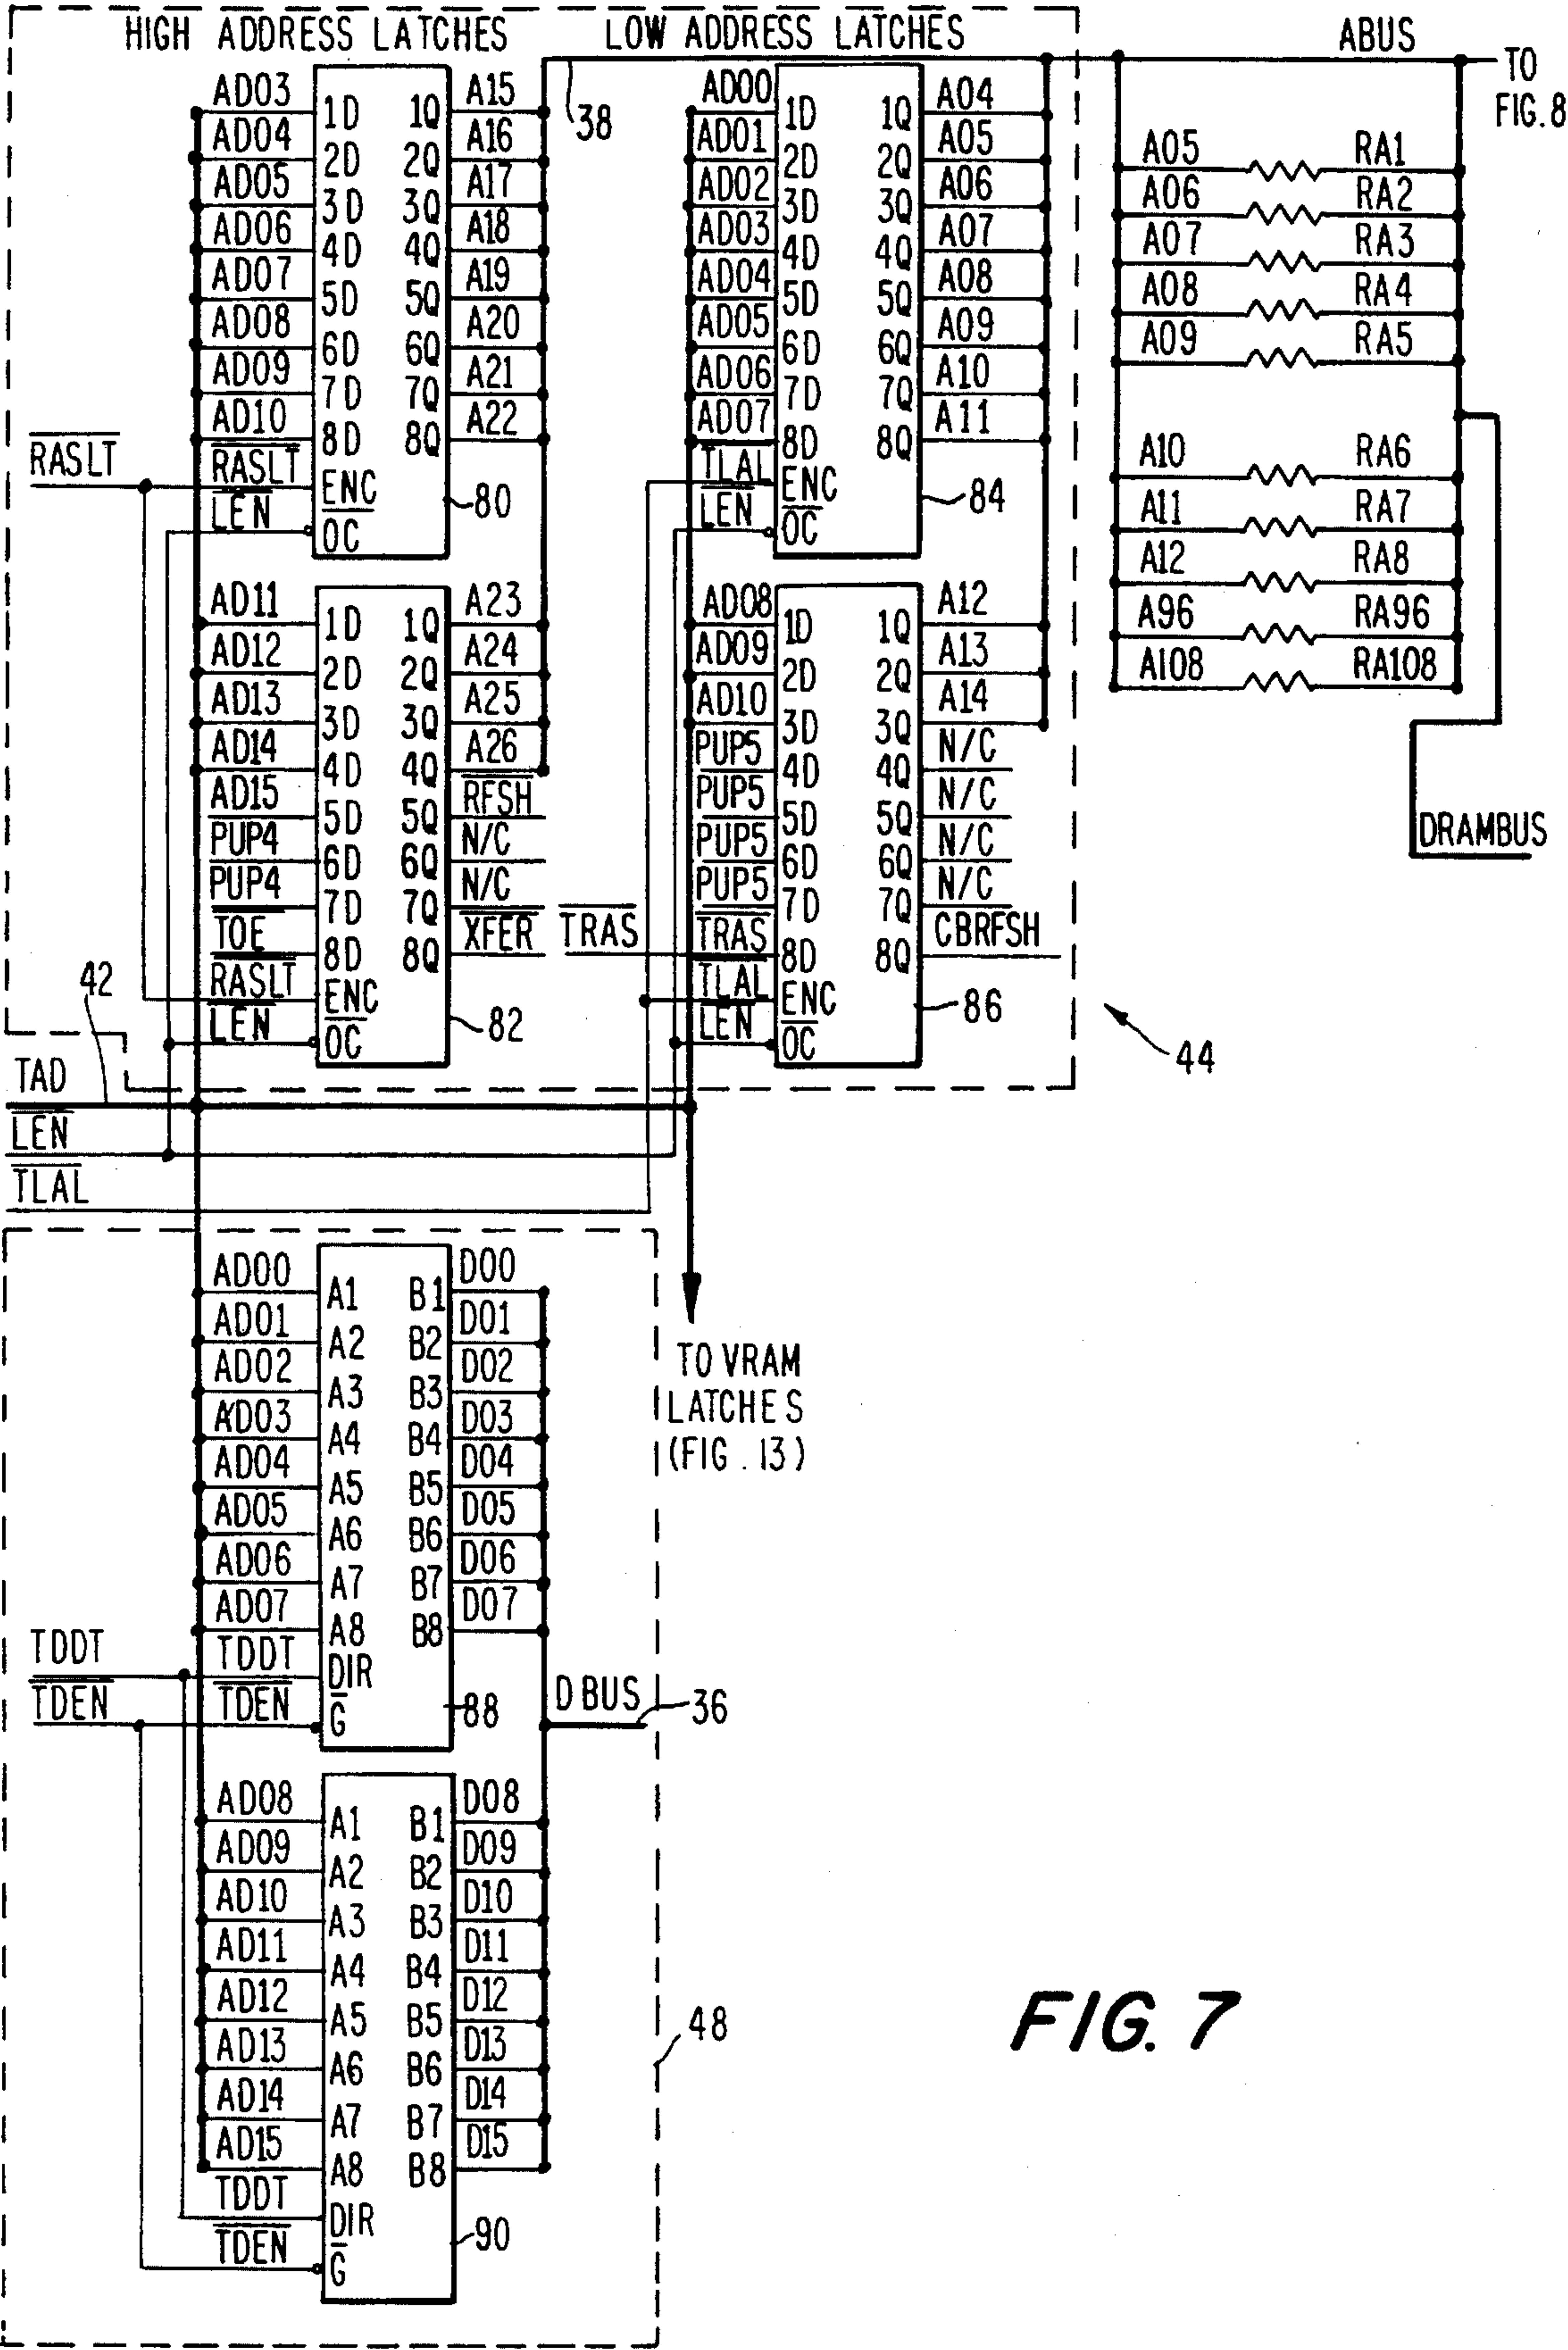 HIGH ADDRESS LATCHES
LOW ADDRESS LATCHES
ABUS
TO
FIG. 8
38
AD03 1D 1Q A15
AD04 2D 2Q A16
AD05 3D 3Q A17
AD06 4D 4Q A18
AD07 5D 5Q A19
AD08 6D 6Q A20
AD09 7D 7Q A21
AD10 8D 8Q A22
RASLT
RASLT ENC
LEN OC
80
AD11 1D 1Q A23
AD12 2D 2Q A24
AD13 3D 3Q A25
AD14 4D 4Q A26
AD15 5D 5Q RFSH
PUP4 6D 6Q N/C
PUP4 7D 7Q N/C
TOE 8D 8Q XFER
RASLT ENC
LEN OC
82
AD00 1D 1Q A04
AD01 2D 2Q A05
AD02 3D 3Q A06
AD03 4D 4Q A07
AD04 5D 5Q A08
AD05 6D 6Q A09
AD06 7D 7Q A10
AD07 8D 8Q A11
TLAL ENC
LEN OC
84
AD08 1D 1Q A12
AD09 2D 2Q A13
AD10 3D 3Q A14
PUP5 4D 4Q N/C
PUP5 5D 5Q N/C
PUP5 6D 6Q N/C
PUP5 7D 7Q N/C
TRAS
TRAS 8D 8Q CBRFSH
TLAL ENC
LEN OC
86
44
A05 RA1
A06 RA2
A07 RA3
A08 RA4
A09 RA5
A10 RA6
A11 RA7
A12 RA8
A96 RA96
A108 RA108
DRAMBUS
42
TAD
LEN
TLAL
TO VRAM
LATCHES
(FIG. 13)
AD00 A1 B1 D00
AD01 A2 B2 D01
AD02 A3 B3 D02
AD03 A4 B4 D03
AD04 A5 B5 D04
AD05 A6 B6 D05
AD06 A7 B7 D06
AD07 A8 B8 D07
TDDT
TDDT DIR
TDEN
TDEN G
88
D BUS
36
AD08 A1 B1 D08
AD09 A2 B2 D09
AD10 A3 B3 D10
AD11 A4 B4 D11
AD12 A5 B5 D12
AD13 A6 B6 D13
AD14 A7 B7 D14
AD15 A8 B8 D15
TDDT DIR
TDEN G
90
48
FIG. 7